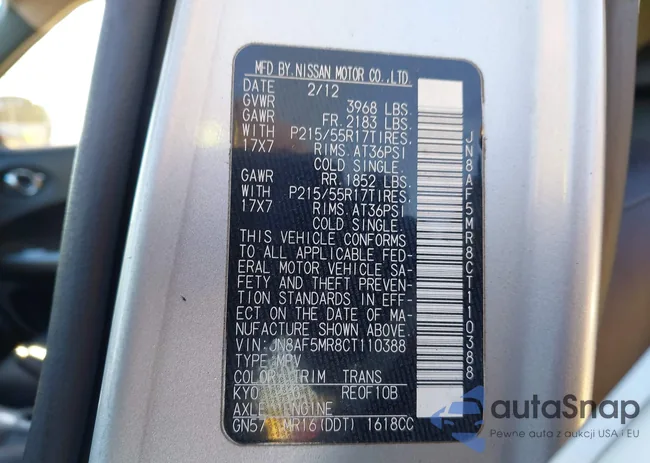 MFD BY NISSAN MOTOR CO.,LTD.
DATE 2/12
GVWR 3968 LBS
GAWR FR. 2183 LBS
WITH P215/55R17TIRES,
17X7 RIMS. AT36PSI
COLD SINGLE.
GAWR RR. 1852 LBS.
WITH P215/55R17TIRES,
17X7 RIMS. AT36PSI
COLD SINGLE.
THIS VEHICLE CONFORMS
TO ALL APPLICABLE FED-
ERAL MOTOR VEHICLE SA-
FETY AND THEFT PREVEN-
TION STANDARDS IN EFF-
ECT ON THE DATE OF MA-
NUFACTURE SHOWN ABOVE.
VIN: JN8AF5MR8CT110388
TYPE: MPV
COLOR TRIM TRANS
KY0 RE0F10B
AXLE ENGINE
GN57 MR16(DDT) 1618CC
JN8AF5MR8CT110388
autaSnap
Pewne auto z aukcji USA i EU